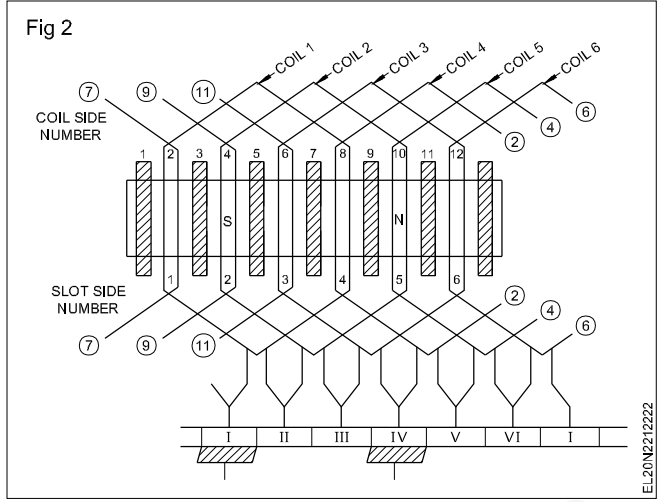 Fig 2
COIL 1 COIL 2 COIL 3 COIL 4 COIL 5 COIL 6
7 9 11 6
COIL SIDE
NUMBER
2 4
1 2 3 4 5 6 7 8 9 10 11 12
S N
1 2 3 4 5 6
SLOT SIDE
NUMBER
2 4
7 9 11 6
I II III IV V VI I
EL20N2212222